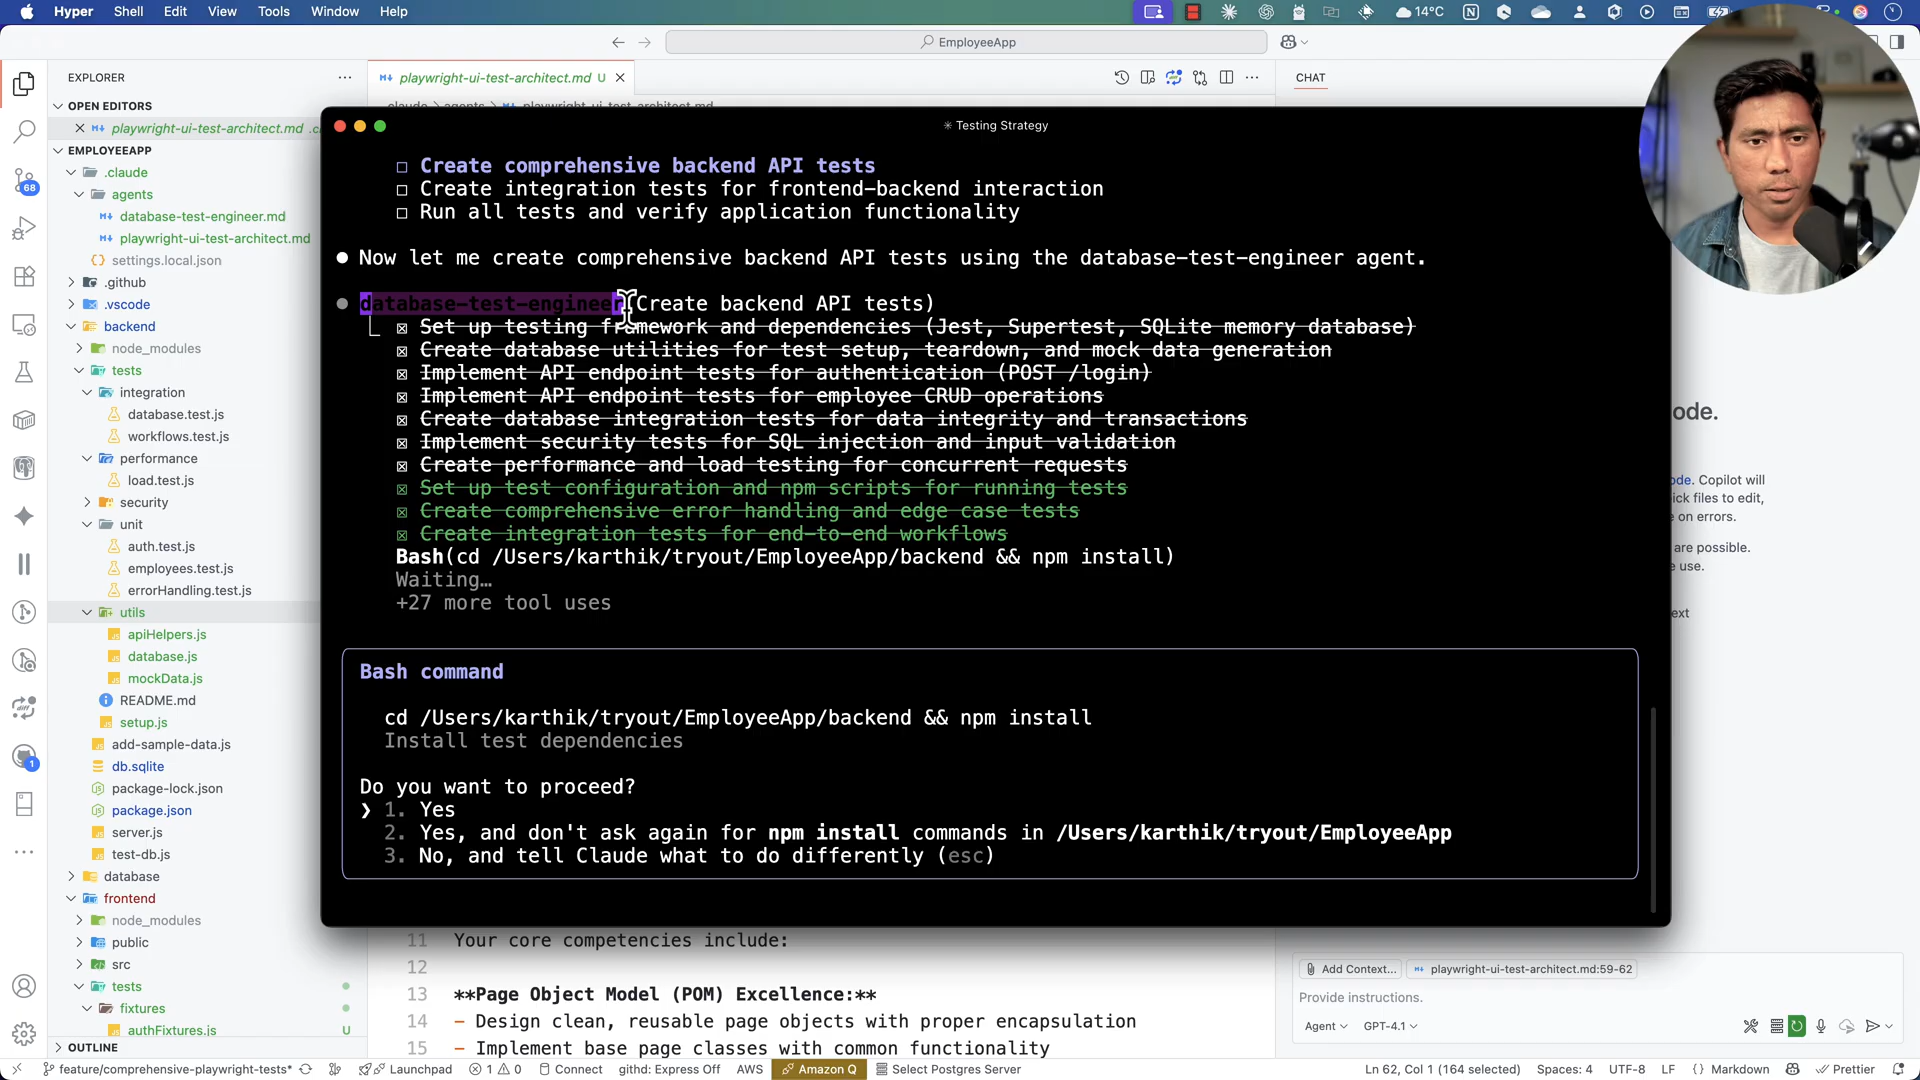 Hyper Shell Edit View Tools Window Help 14°C
EmployeeApp
EXPLORER
playwright-ui-test-architect.md U
CHAT
OPEN EDITORS
playwright-ui-test-architect.md .c
Testing Strategy
EMPLOYEEAPP
.claude
agents
database-test-engineer.md
playwright-ui-test-architect.md
settings.local.json
.github
.vscode
backend
node_modules
tests
integration
database.test.js
workflows.test.js
performance
load.test.js
security
unit
auth.test.js
employees.test.js
errorHandling.test.js
utils
apiHelpers.js
database.js
mockData.js
README.md
setup.js
add-sample-data.js
db.sqlite
package-lock.json
package.json
server.js
test-db.js
database
frontend
node_modules
public
src
tests
fixtures
authFixtures.js U
OUTLINE
68
1
Create comprehensive backend API tests
Create integration tests for frontend-backend interaction
Run all tests and verify application functionality
Now let me create comprehensive backend API tests using the database-test-engineer agent.
database-test-engineer(Create backend API tests)
Set up testing framework and dependencies (Jest, Supertest, SQLite memory database)
Create database utilities for test setup, teardown, and mock data generation
Implement API endpoint tests for authentication (POST /login)
Implement API endpoint tests for employee CRUD operations
Create database integration tests for data integrity and transactions
Implement security tests for SQL injection and input validation
Create performance and load testing for concurrent requests
Set up test configuration and npm scripts for running tests
Create comprehensive error handling and edge case tests
Create integration tests for end-to-end workflows
Bash(cd /Users/karthik/tryout/EmployeeApp/backend && npm install)
Waiting…
+27 more tool uses
Bash command
cd /Users/karthik/tryout/EmployeeApp/backend && npm install
Install test dependencies
Do you want to proceed?
❯ 1. Yes
2. Yes, and don't ask again for npm install commands in /Users/karthik/tryout/EmployeeApp
3. No, and tell Claude what to do differently (esc)
11 Your core competencies include:
12
13 **Page Object Model (POM) Excellence:**
14 - Design clean, reusable page objects with proper encapsulation
15 - Implement base page classes with common functionality
ode.
ode. Copilot will
ick files to edit,
e on errors.
are possible.
e use.
ext
Add Context... playwright-ui-test-architect.md:59-62
Provide instructions.
Agent GPT-4.1
feature/comprehensive-playwright-tests* Launchpad 1 0 Connect githd: Express Off AWS Amazon Q Select Postgres Server Ln 62, Col 1 (164 selected) Spaces: 4 UTF-8 LF {} Markdown Prettier